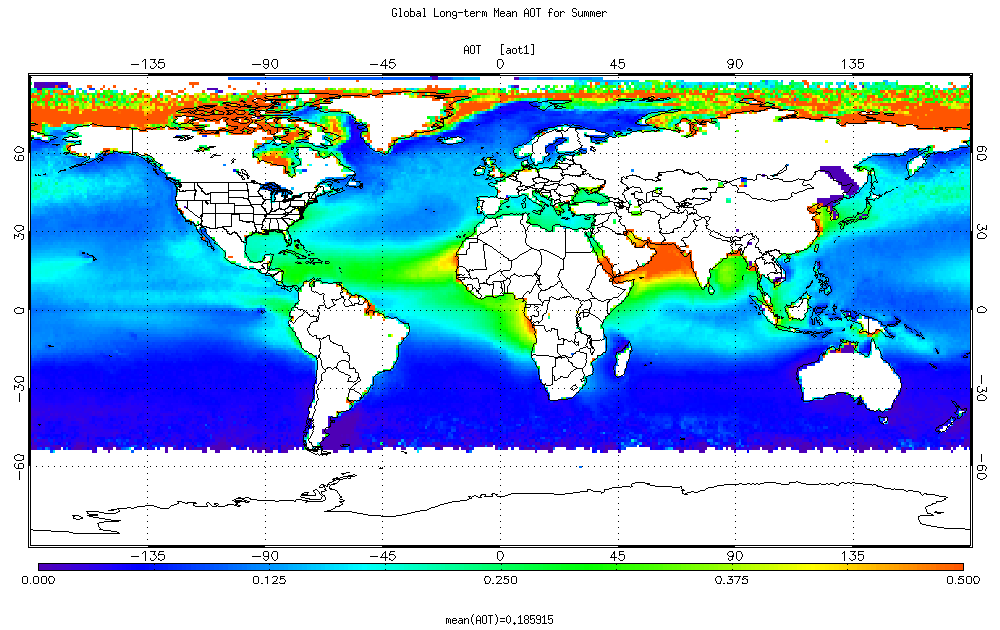 Global Long-term Mean AOT for Summer
AOT [aot1]
−135 −90 −45 0 45 90 135
60 60
30 30
0 0
−30 −30
−60 −60
−135 −90 −45 0 45 90 135
0.000 0.125 0.250 0.375 0.500
mean(AOT)=0.185915